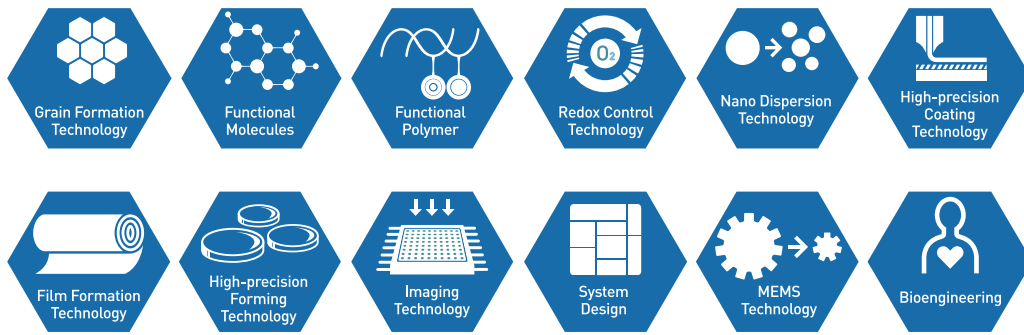 Grain Formation
Technology
Functional
Molecules
Functional
Polymer
O₂
Redox Control
Technology
Nano Dispersion
Technology
High-precision
Coating
Technology
Film Formation
Technology
High-precision
Forming
Technology
Imaging
Technology
System
Design
MEMS
Technology
Bioengineering